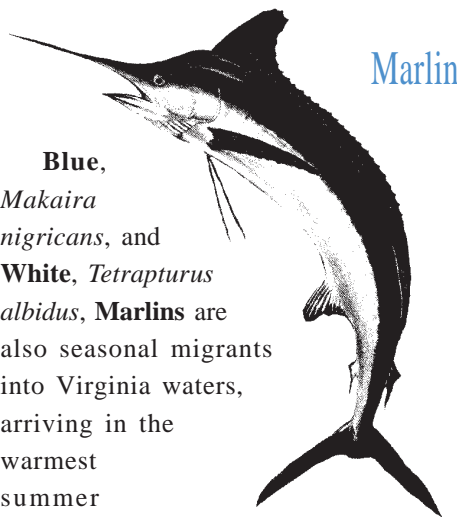 Marlin
Blue,
Makaira
nigricans, and
White, Tetrapturus
albidus, Marlins are
also seasonal migrants
into Virginia waters,
arriving in the
warmest
summer